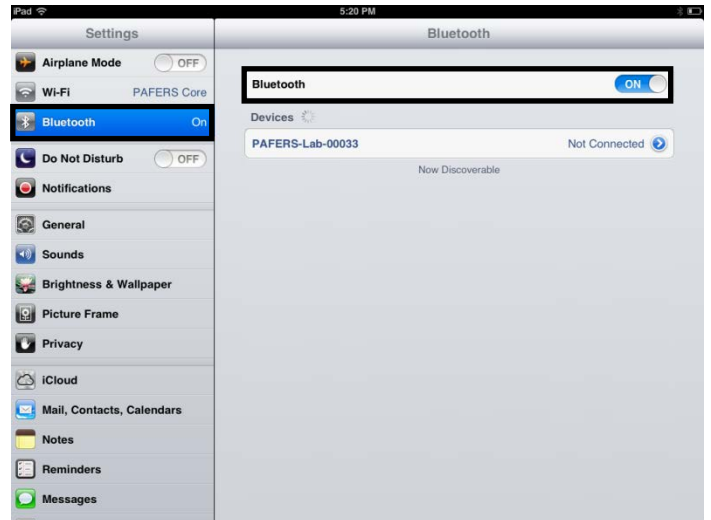 iPad 5:20 PM
Settings
Airplane Mode OFF
Wi-Fi PAFERS Core
Bluetooth On
Do Not Disturb OFF
Notifications
General
Sounds
Brightness & Wallpaper
Picture Frame
Privacy
iCloud
Mail, Contacts, Calendars
Notes
Reminders
Messages
Bluetooth
Bluetooth ON
Devices
PAFERS-Lab-00033 Not Connected
Now Discoverable